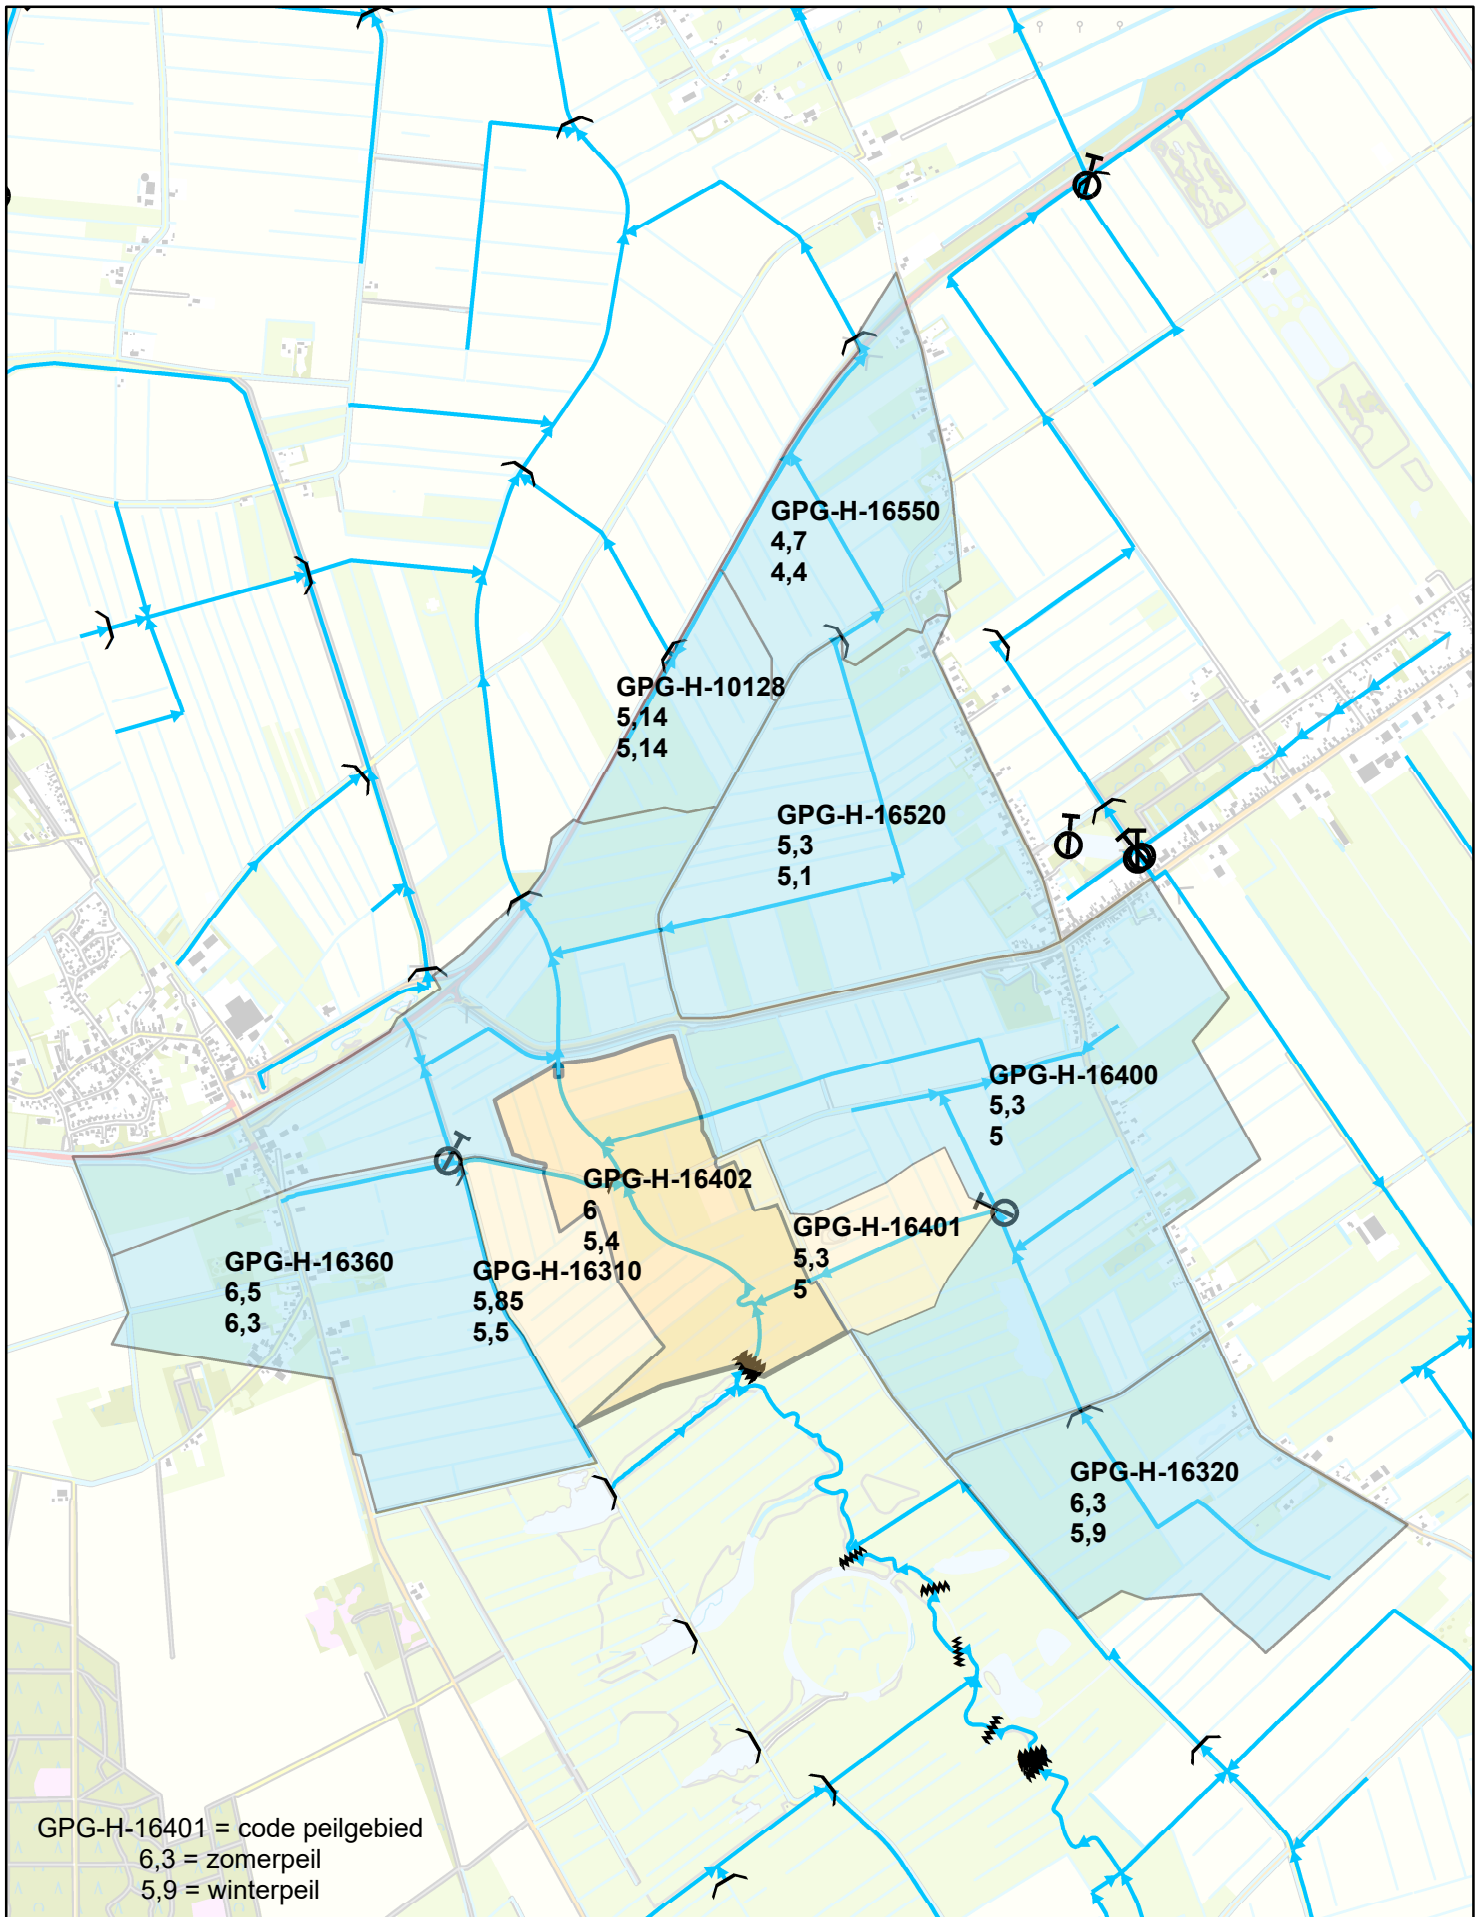 GPG-H-16550
4,7
4,4
GPG-H-10128
5,14
5,14
GPG-H-16520
5,3
5,1
GPG-H-16400
5,3
5
GPG-H-16402
6
5,4
GPG-H-16401
5,3
5
GPG-H-16360
6,5
6,3
GPG-H-16310
5,85
5,5
GPG-H-16320
6,3
5,9
GPG-H-16401 = code peilgebied
6,3 = zomerpeil
5,9 = winterpeil